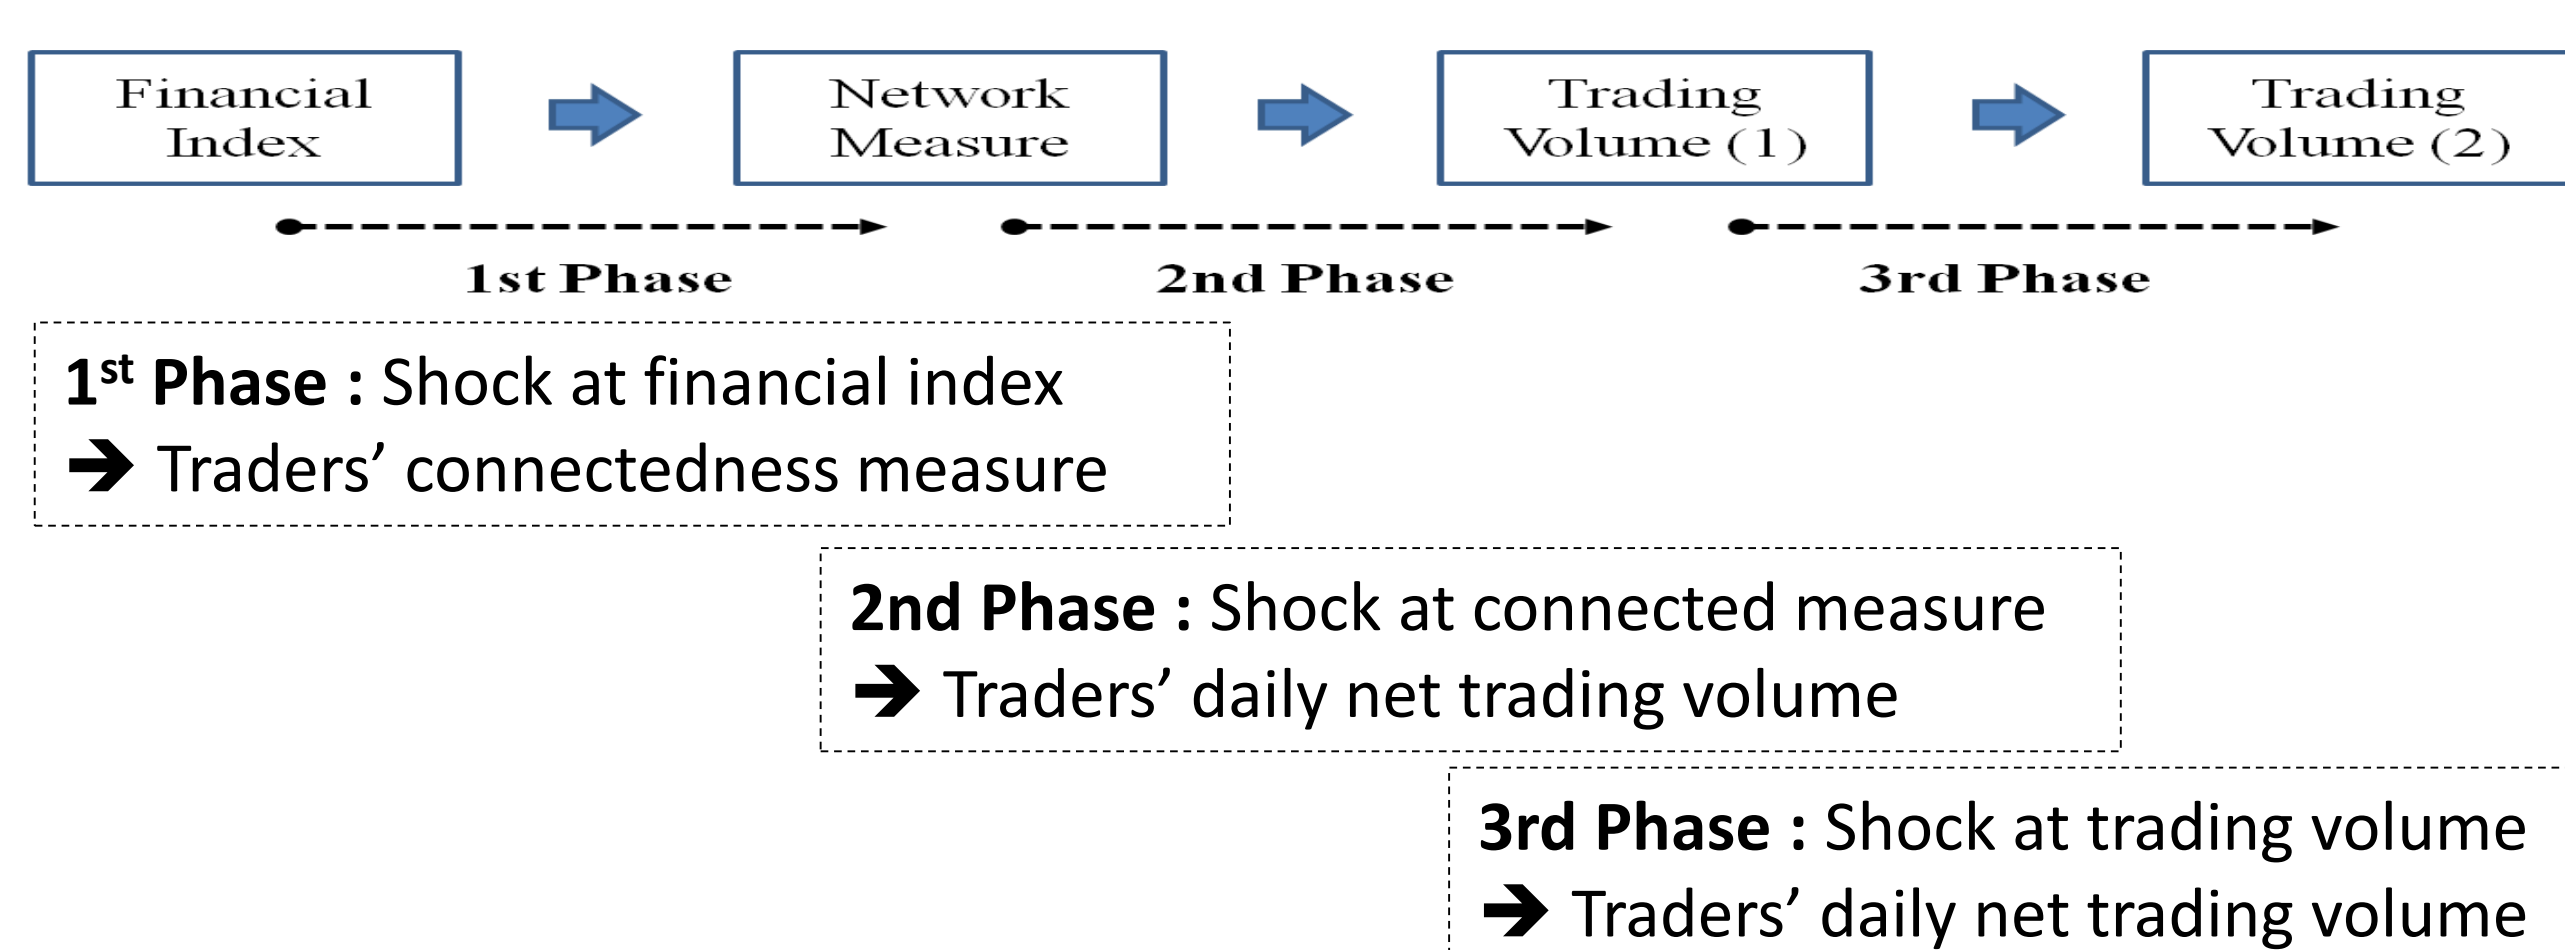 Financial
Index
Network
Measure
Trading
Volume (1)
Trading
Volume (2)
1st Phase
2nd Phase
3rd Phase
1st Phase : Shock at financial index
➔ Traders’ connectedness measure
2nd Phase : Shock at connected measure
➔ Traders’ daily net trading volume
3rd Phase : Shock at trading volume
➔ Traders’ daily net trading volume